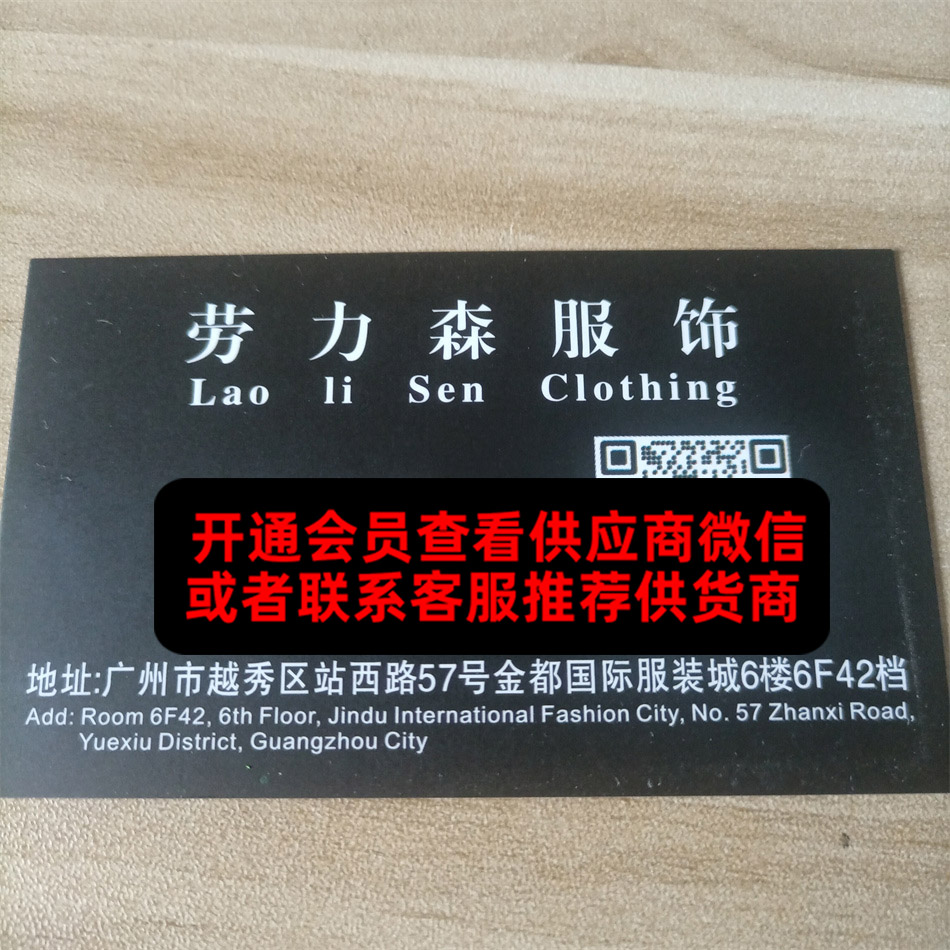 劳力森服饰
Lao li Sen Clothing
开通会员查看供应商微信
或者联系客服推荐供货商
地址:广州市越秀区站西路57号金都国际服装城6楼6F42档
Add: Room 6F42, 6th Floor, Jindu International Fashion City, No. 57 Zhanxi Road,
Yuexiu District, Guangzhou City